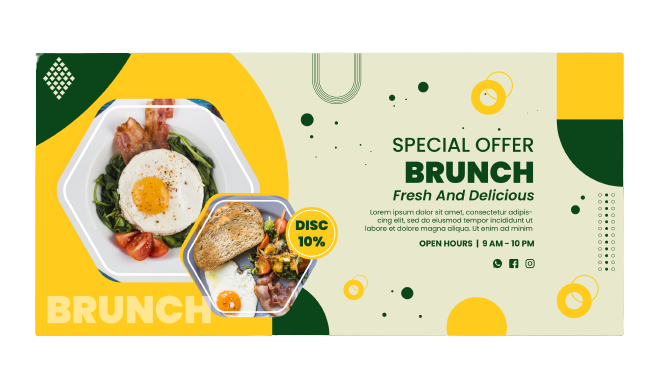 SPECIAL OFFER
BRUNCH
Fresh And Delicious
Lorem ipsum dolor sit amet, consectetur adipis-
cing elit, sed do eiusmod tempor incididunt ut
labore et dolore magna aliqua. Ut enim ad minim
OPEN HOURS | 9 AM - 10 PM
DISC
10%
BRUNCH